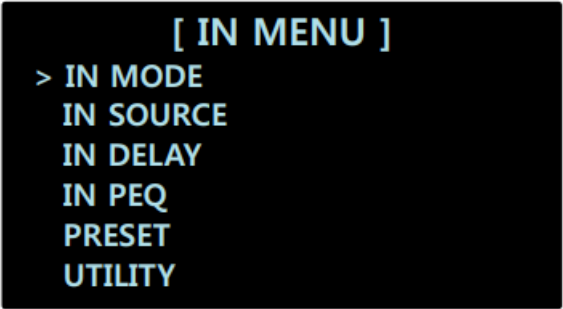 [ IN MENU ]
> IN MODE
IN SOURCE
IN DELAY
IN PEQ
PRESET
UTILITY